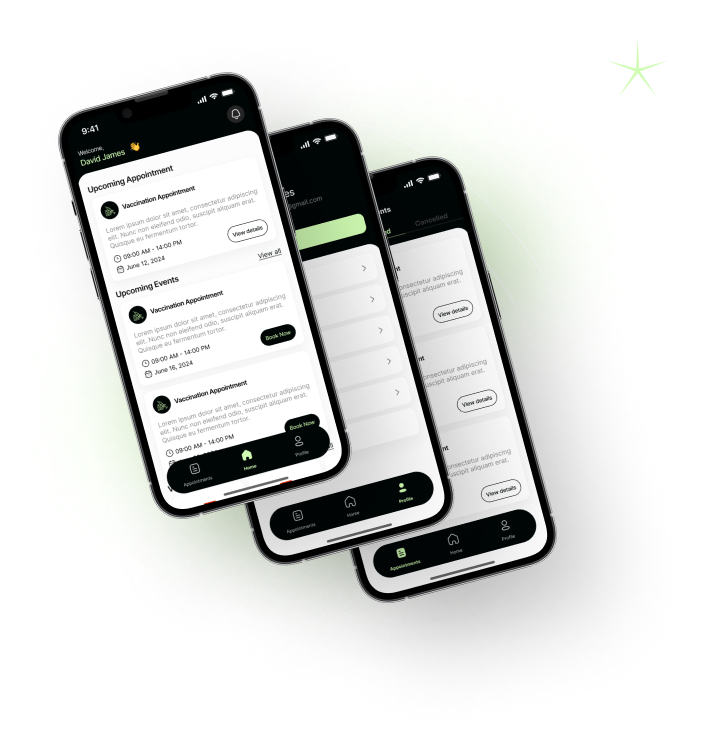 9:41
Welcome,
David James 👋
Upcoming Appointment
Vaccination Appointment
Lorem ipsum dolor sit amet, consectetur adipiscing
elit. Nunc non eleifend odio, suscipit aliquam erat.
Quisque eu fermentum tortor.
09:00 AM - 14:00 PM
June 12, 2024
View details
Upcoming Events
View all
Vaccination Appointment
Lorem ipsum dolor sit amet, consectetur adipiscing
elit. Nunc non eleifend odio, suscipit aliquam erat.
Quisque eu fermentum tortor.
09:00 AM - 14:00 PM
June 16, 2024
Book Now
Vaccination Appointment
Lorem ipsum dolor sit amet, consectetur adipiscing
elit. Nunc non eleifend odio, suscipit aliquam erat.
Quisque eu fermentum tortor.
09:00 AM - 14:00 PM
Book Now
Appointments
Home
Profile
es
gmail.com
Appointments
Home
Profile
nts
ed
Cancelled
nt
onsectetur adipiscing
uscipit aliquam erat.
View details
nt
onsectetur adipiscing
uscipit aliquam erat.
View details
nt
onsectetur adipiscing
uscipit aliquam erat.
View details
Appointments
Home
Profile